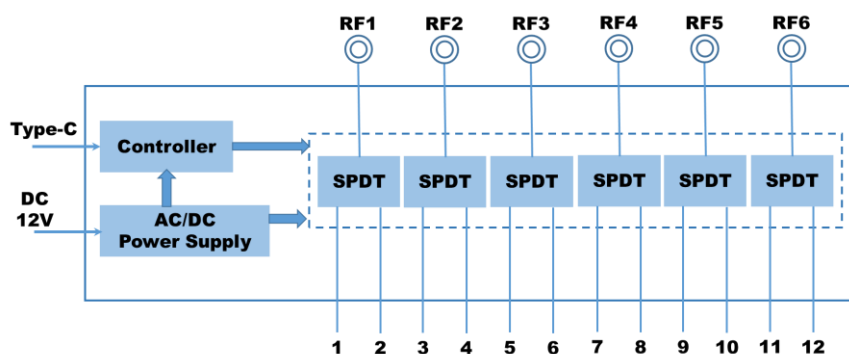 RF1 RF2 RF3 RF4 RF5 RF6
Type-C
Controller
SPDT SPDT SPDT SPDT SPDT SPDT
DC
12V
AC/DC
Power Supply
1 2 3 4 5 6 7 8 9 10 11 12